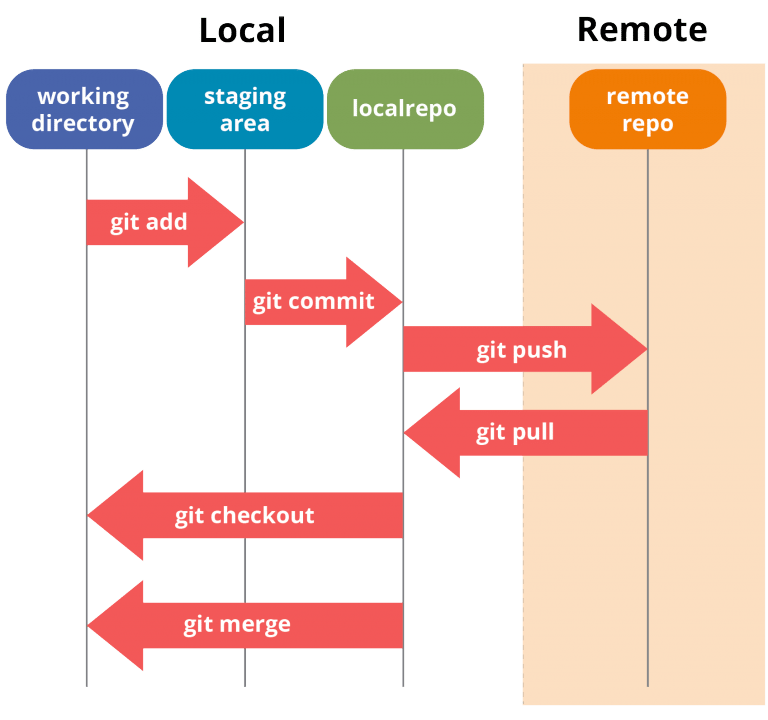 Local
Remote
working
directory
staging
area
localrepo
remote
repo
git add
git commit
git push
git pull
git checkout
git merge